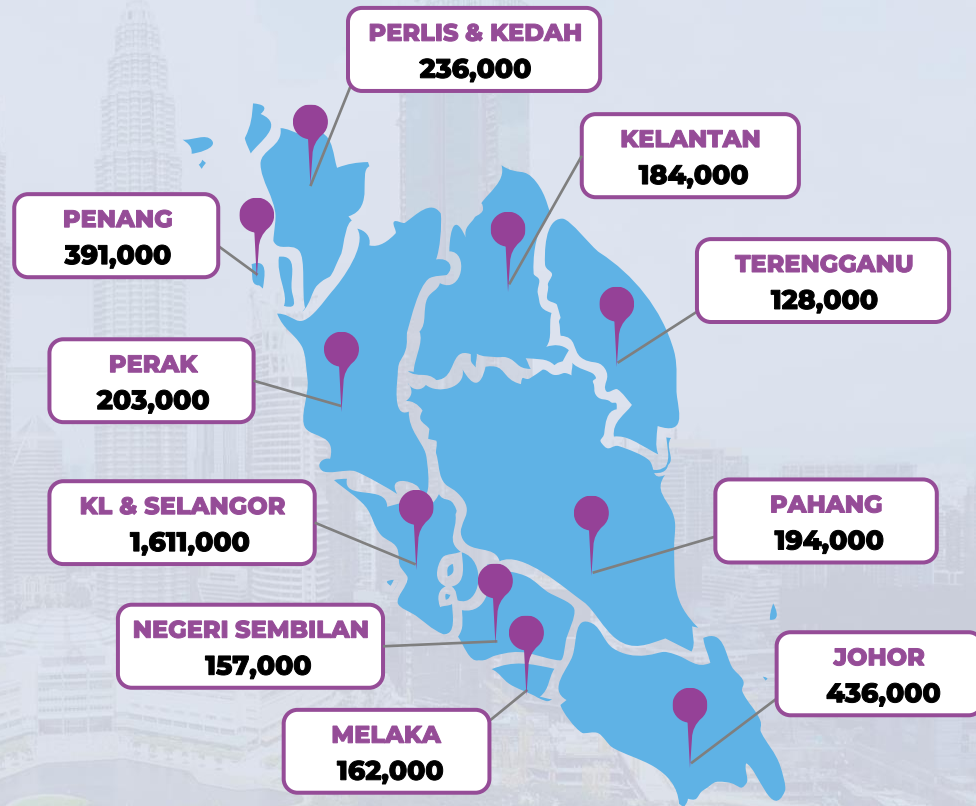 PERLIS & KEDAH
236,000
KELANTAN
184,000
PENANG
391,000
TERENGGANU
128,000
PERAK
203,000
KL & SELANGOR
1,611,000
PAHANG
194,000
NEGERI SEMBILAN
157,000
JOHOR
436,000
MELAKA
162,000